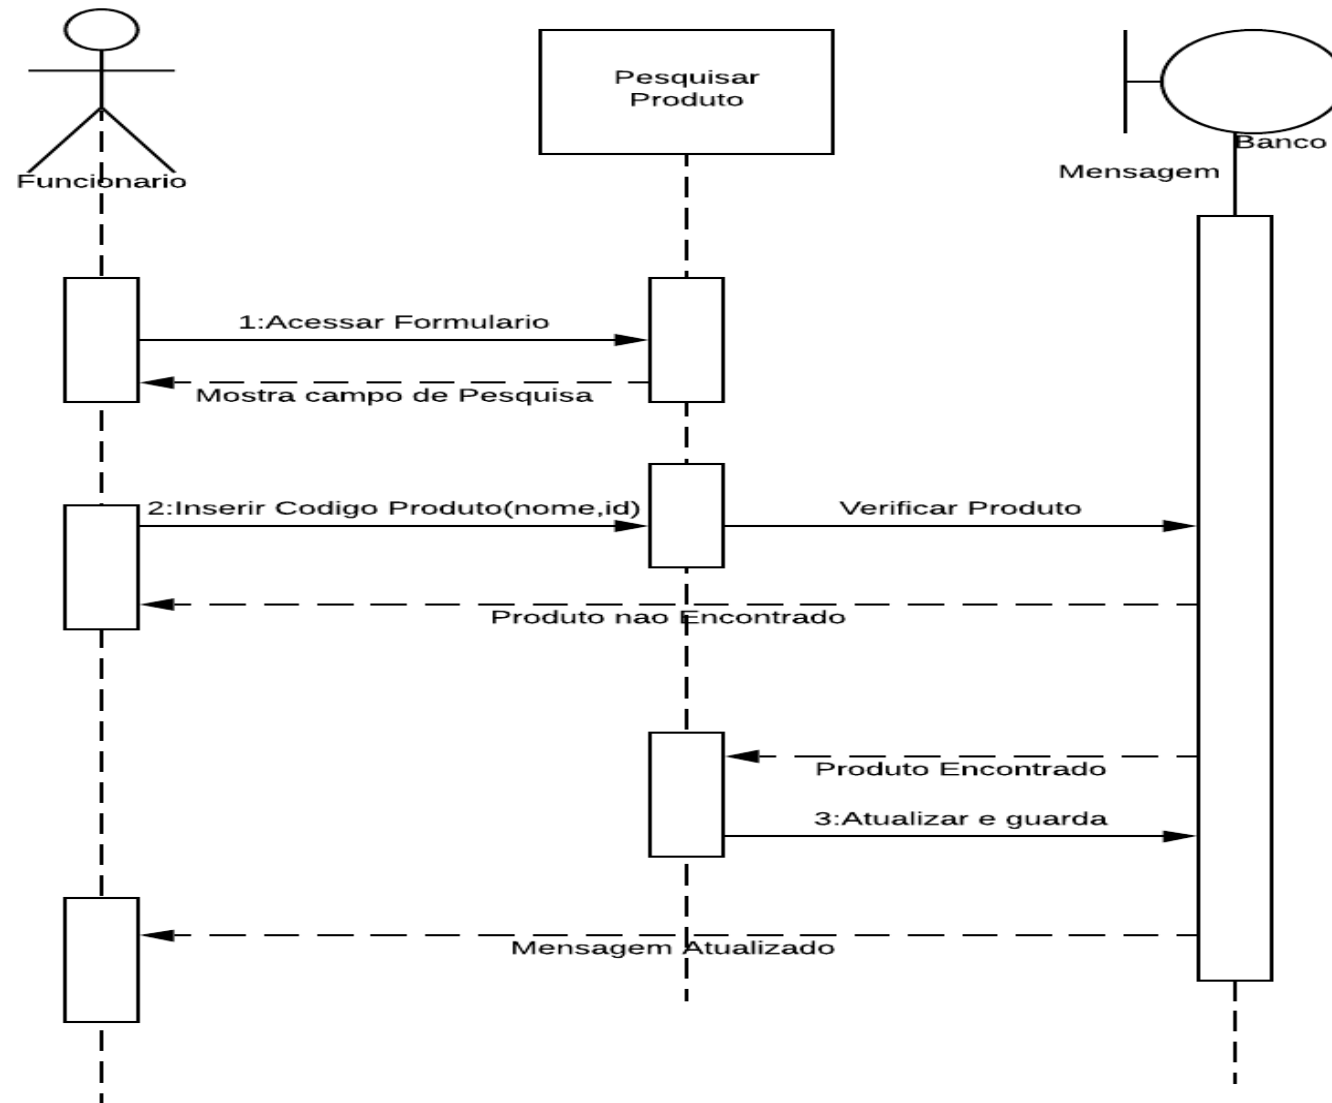 Pesquisar
Produto
Banco
Mensagem
Funcionario
1:Acessar Formulario
Mostra campo de Pesquisa
2:Inserir Codigo Produto(nome,id)
Verificar Produto
Produto nao Encontrado
Produto Encontrado
3:Atualizar e guarda
Mensagem Atualizado